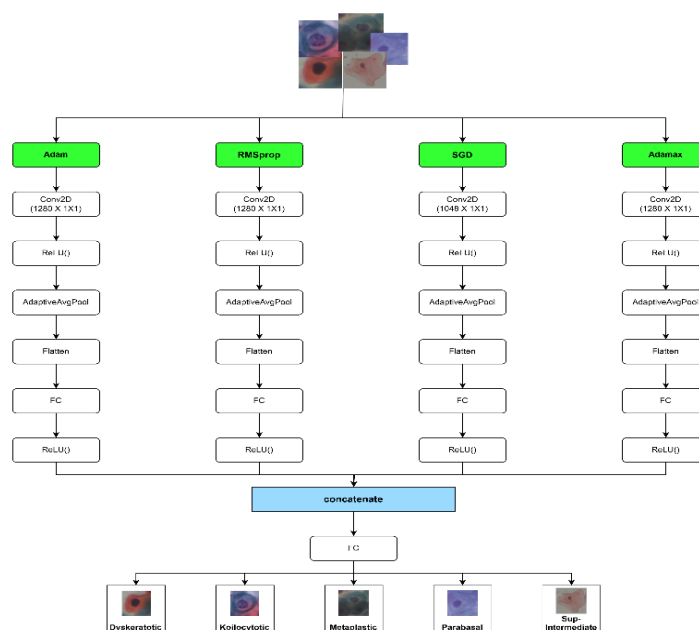 Adam
RMSprop
SGD
Adamax
Conv2D
(1280 X 1X1)
Conv2D
(1280 X 1X1)
Conv2D
(1048 X 1X1)
Conv2D
(1280 X 1X1)
ReLU()
ReLU()
ReLU()
ReLU()
AdaptiveAvgPool
AdaptiveAvgPool
AdaptiveAvgPool
AdaptiveAvgPool
Flatten
Flatten
Flatten
Flatten
FC
FC
FC
FC
ReLU()
ReLU()
ReLU()
ReLU()
concatenate
FC
Dyskeratotic
Koilocytotic
Metaplastic
Parabasal
Sup-
Intermediate